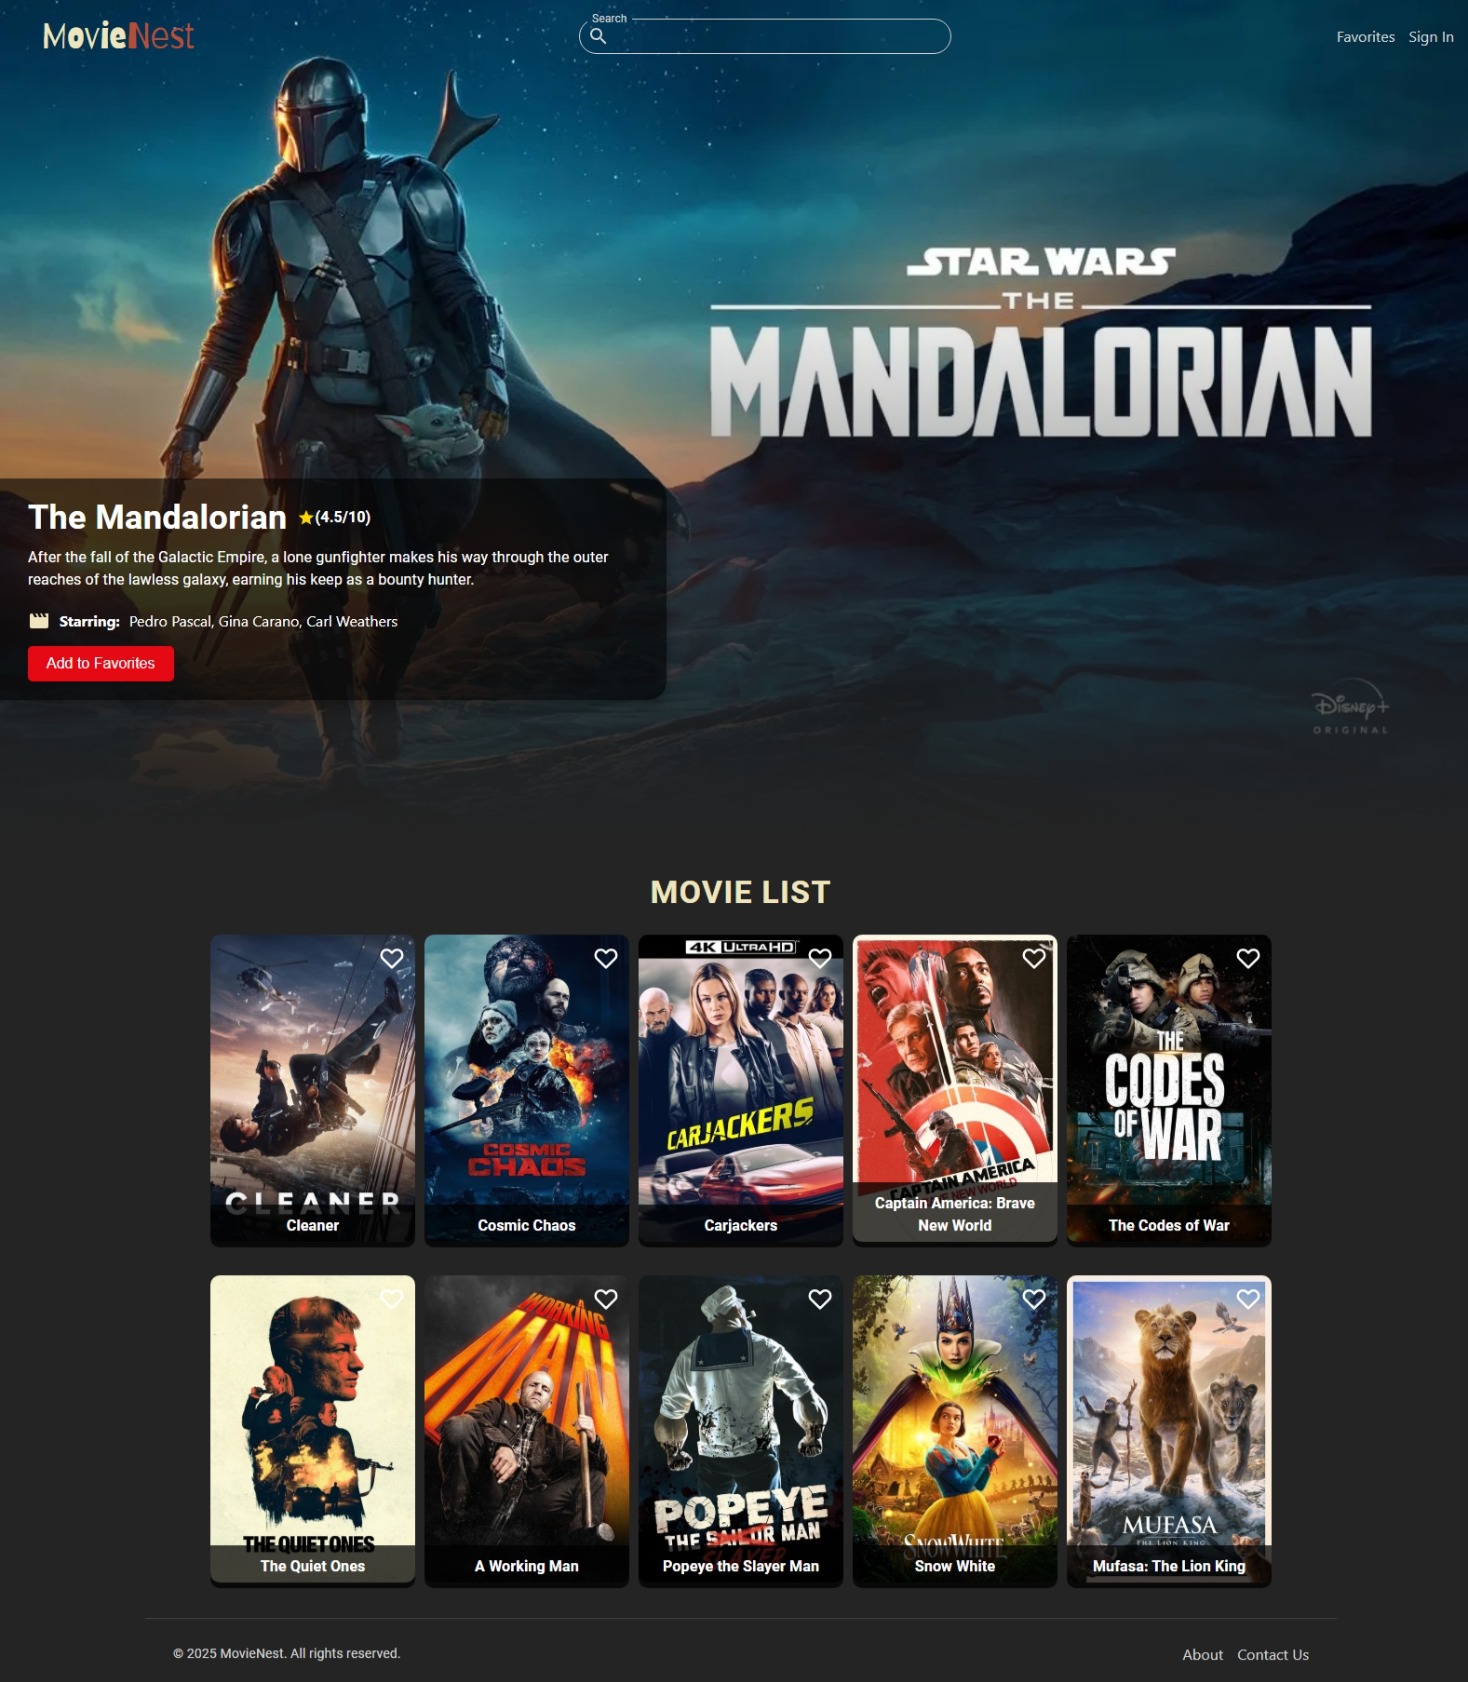 MovieNest
Search
Favorites
Sign In
STAR WARS
THE
MANDALORIAN
The Mandalorian
(4.5/10)
After the fall of the Galactic Empire, a lone gunfighter makes his way through the outer
reaches of the lawless galaxy, earning his keep as a bounty hunter.
Starring: Pedro Pascal, Gina Carano, Carl Weathers
Add to Favorites
Disney+
ORIGINAL
MOVIE LIST
CLEANER
Cleaner
COSMIC
CHAOS
Cosmic Chaos
4K ULTRA HD
CARJACKERS
Carjackers
CAPTAIN AMERICA
NEW WORLD
Captain America: Brave
New World
THE
CODES
OF WAR
The Codes of War
THE QUIET ONES
The Quiet Ones
A
WORKING
MAN
A Working Man
POPEYE
THE SAILOR MAN
SLAYER
Popeye the Slayer Man
SNOW WHITE
Snow White
MUFASA
THE LION KING
Mufasa: The Lion King
© 2025 MovieNest. All rights reserved.
About
Contact Us